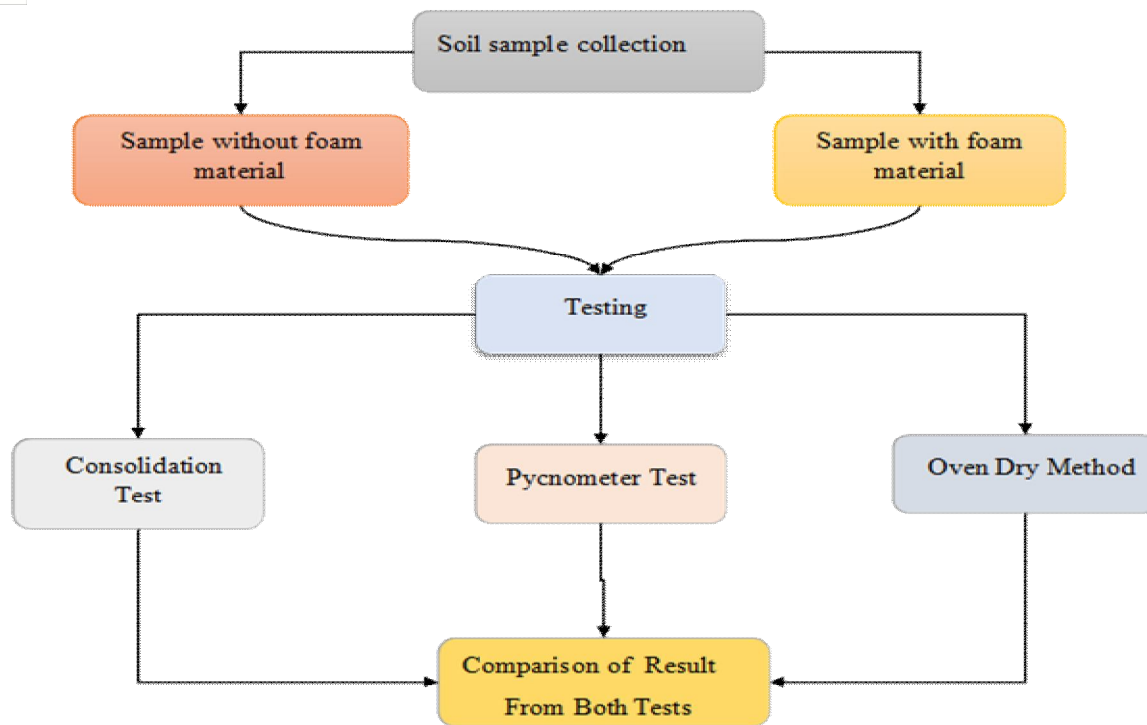 Soil sample collection
Sample without foam
material
Sample with foam
material
Testing
Consolidation
Test
Pycnometer Test
Oven Dry Method
Comparison of Result
From Both Tests